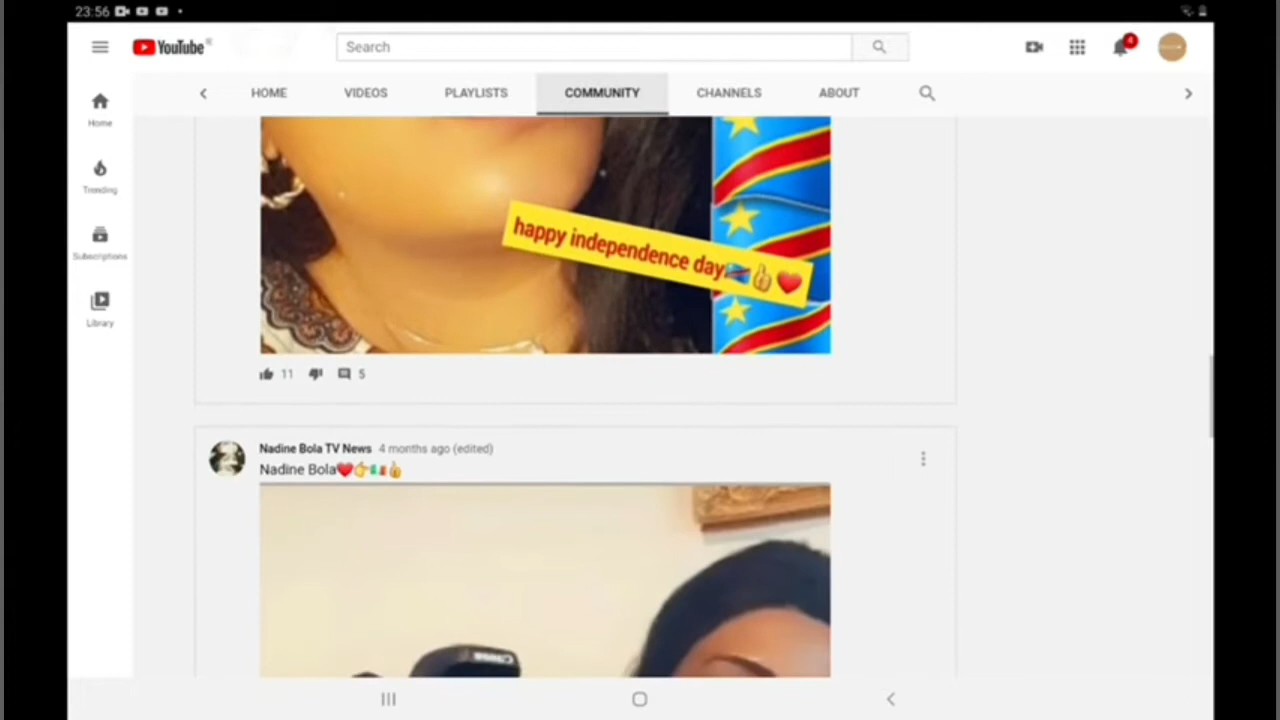 23:56
YouTube
Search
4
HOME
VIDEOS
PLAYLISTS
COMMUNITY
CHANNELS
ABOUT
Home
Trending
Subscriptions
Library
happy independence day🇨🇩👍❤️
11
5
Nadine Bola TV News 4 months ago (edited)
Nadine Bola